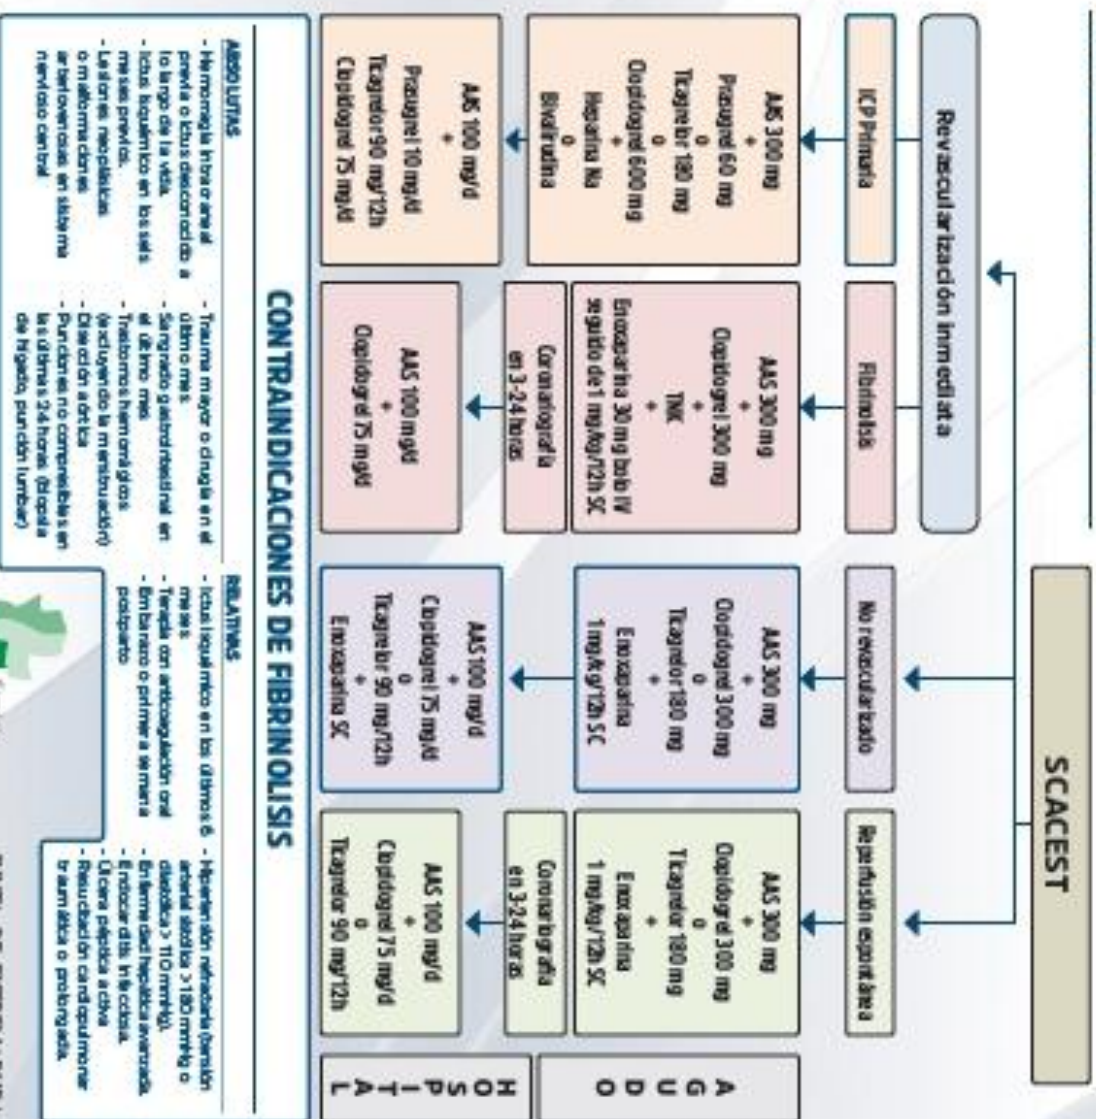 SCACEST
Revascularización inmediata
ICP Primaria
Fibrinolsis
No revascularizado
Reperfusión espontánea
AAS 300 mg
+
Prasugrel 60 mg
o
Ticagrelor 180 mg
o
Clopidogrel 600 mg
+
Heparina Na
o
Bivalirudina
AAS 300 mg
+
Clopidogrel 300 mg
+
TNK
+
Enoxaparina 30 mg bolo IV
seguido de 1 mg/kg/12h SC
AAS 300 mg
+
Clopidogrel 300 mg
o
Ticagrelor 180 mg
+
Enoxaparina
1 mg/kg/12h SC
AAS 300 mg
+
Clopidogrel 300 mg
o
Ticagrelor 180 mg
+
Enoxaparina
1 mg/kg/12h SC
AGUDO
Coronariografía
en 3-24 horas
Coronariografía
en 3-24 horas
AAS 100 mg/d
+
Prasugrel 10 mg/d
Ticagrelor 90 mg/12h
Clopidogrel 75 mg/d
AAS 100 mg/d
+
Clopidogrel 75 mg/d
AAS 100 mg/d
+
Clopidogrel 75 mg/d
o
Ticagrelor 90 mg/12h
+
Enoxaparina SC
AAS 100 mg/d
+
Clopidogrel 75 mg/d
o
Ticagrelor 90 mg/12h
HOSPITAL
CONTRAINDICACIONES DE FIBRINOLISIS
ABSOLUTAS
- Hemorragia intracraneal
previa o ictus desconocido a
lo largo de la vida.
- Ictus isquémico en los seis
meses previos.
- Lesiones neoplásicas
o malformaciones
arteriovenosas en sistema
nervioso central
- Trauma mayor o cirugía en el
último mes
- Sangrado gastrointestinal en
el último mes
- Trastornos hemorrágicos
(excluyendo la menstruación)
- Disección aórtica
- Punciones no compresibles en
las últimas 24 horas (biopsia
de hígado, punción lumbar)
RELATIVAS
- Ictus isquémico en los últimos 6
meses
- Terapia con anticoagulación oral
- Embarazo o primera semana
postparto
- Hipertensión refractaria (tensión
arterial sistólica > 180 mmHg o
diastólica > 110 mmHg).
- Enfermedad hepática avanzada.
- Endocarditis infecciosa.
- Úlcera péptica activa
- Resucitación cardiopulmonar
traumática o prolongada.